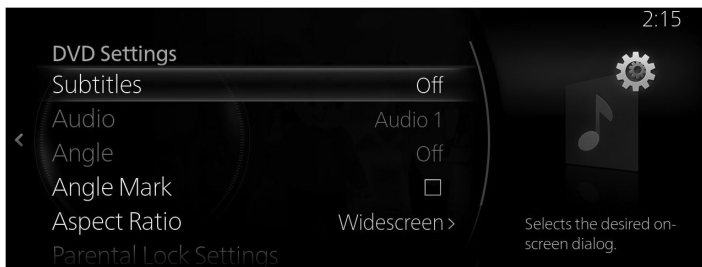 2:15
DVD Settings
Subtitles Off
Audio Audio 1
Angle Off
Angle Mark
Aspect Ratio Widescreen >
Parental Lock Settings
Selects the desired on-
screen dialog.